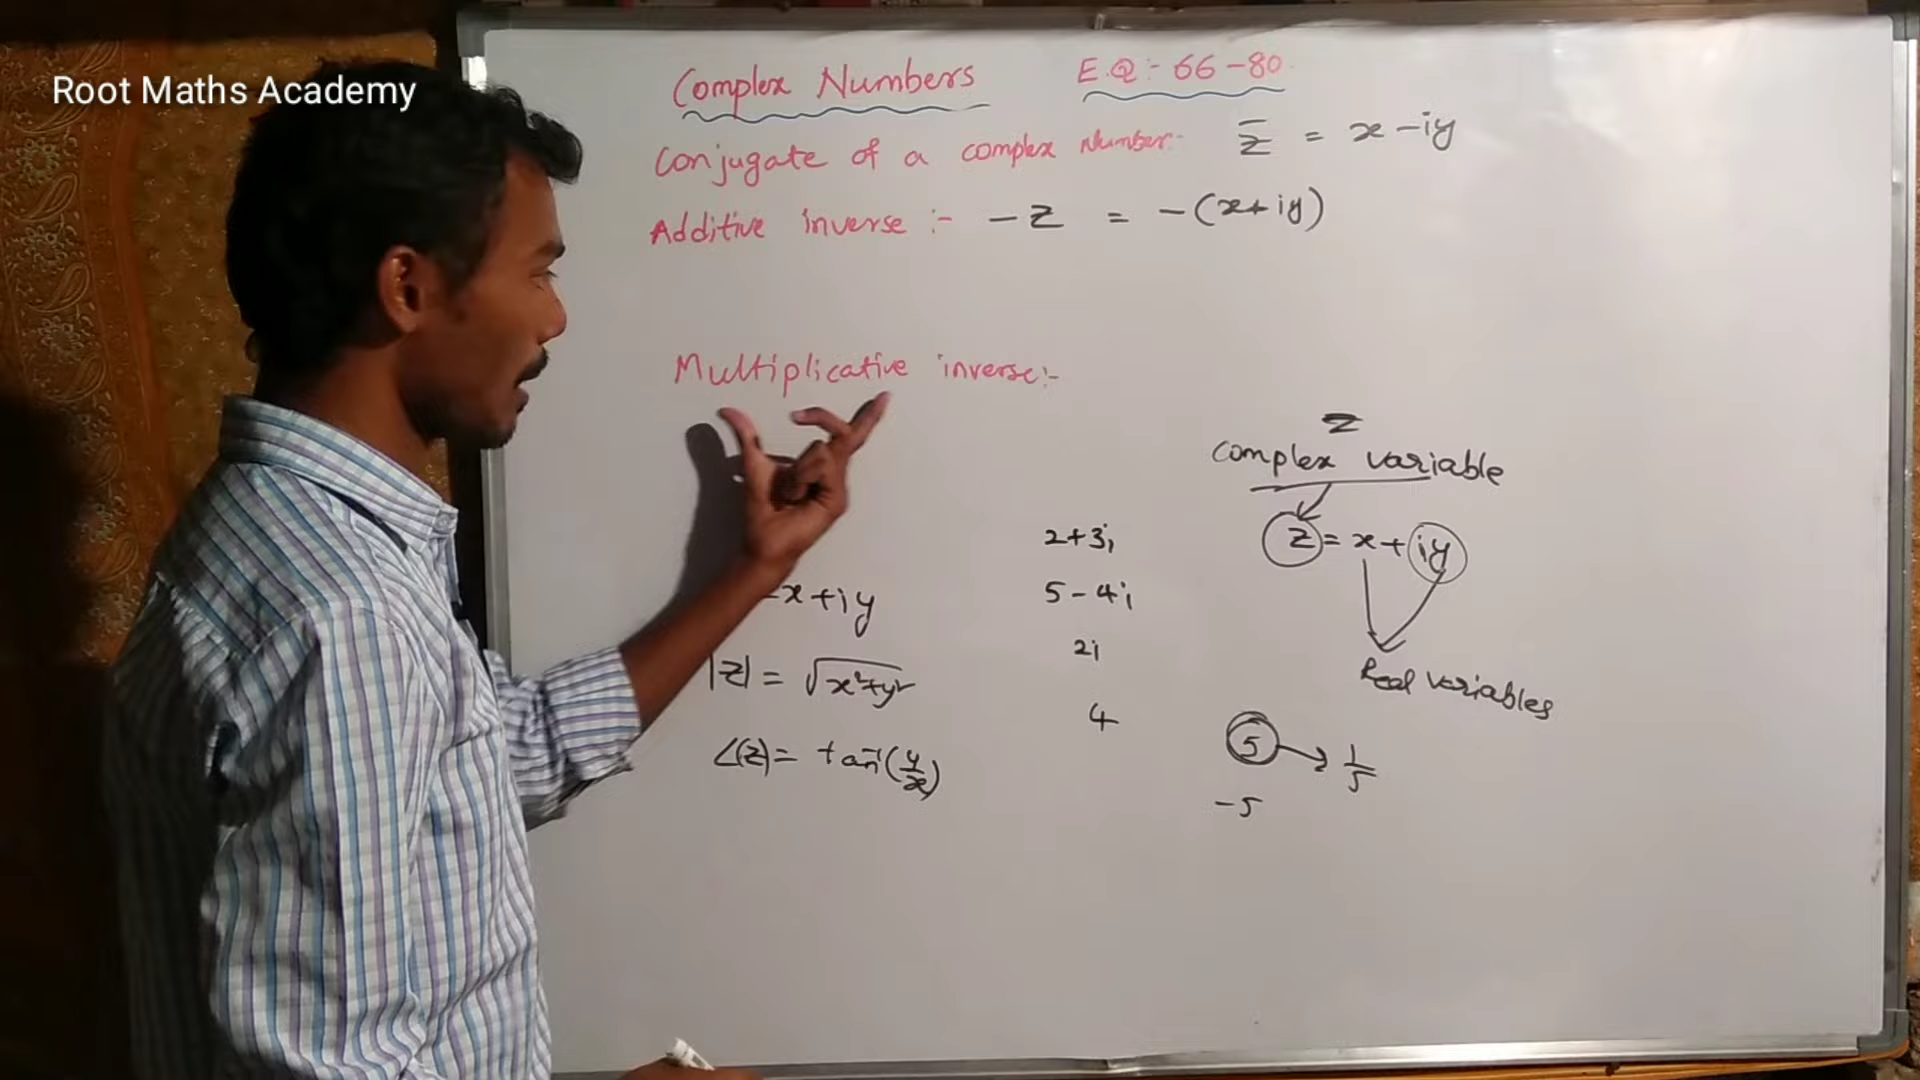 Root Maths Academy
Complex Numbers E.Q:- 66-80
Conjugate of a complex Number:- z̄ = x-iy
Additive inverse :- -z = -(x+iy)
Multiplicative inverse:-
z
complex variable
z = x+iy
Real variables
2+3i
5-4i
2i
4
=x+iy
|z| = √x²+y²
∠(z)= tan⁻¹(y/x)
5 → 1/5
-5